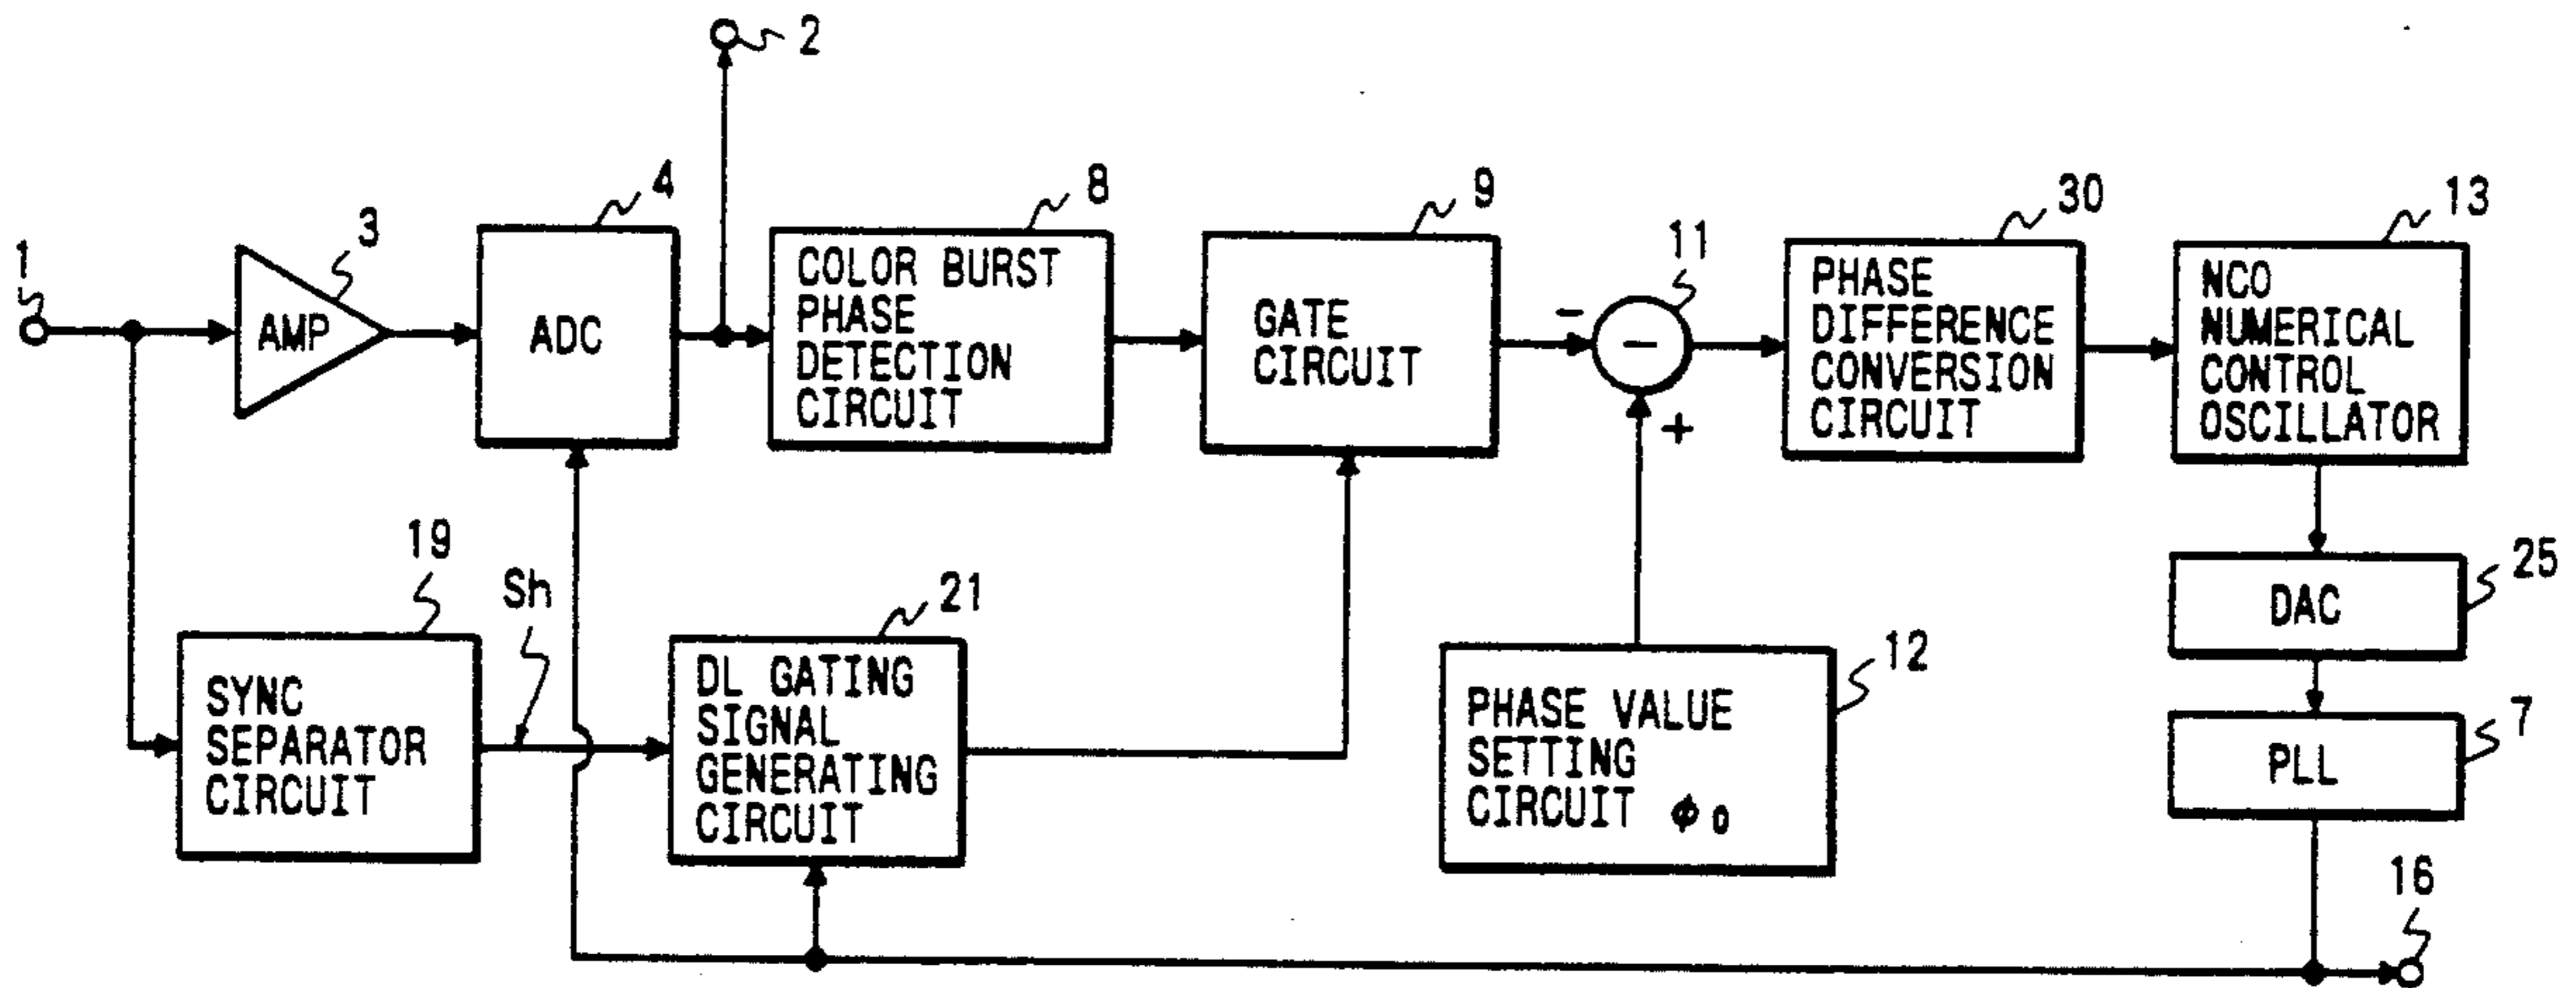 2
4
8
9
30
13
1
3
11
AMP
ADC
COLOR BURST
PHASE
DETECTION
CIRCUIT
GATE
CIRCUIT
-
-
+
PHASE
DIFFERENCE
CONVERSION
CIRCUIT
NCO
NUMERICAL
CONTROL
OSCILLATOR
19
Sh
21
12
25
DAC
SYNC
SEPARATOR
CIRCUIT
DL GATING
SIGNAL
GENERATING
CIRCUIT
PHASE VALUE
SETTING
CIRCUIT ϕ0
7
PLL
16